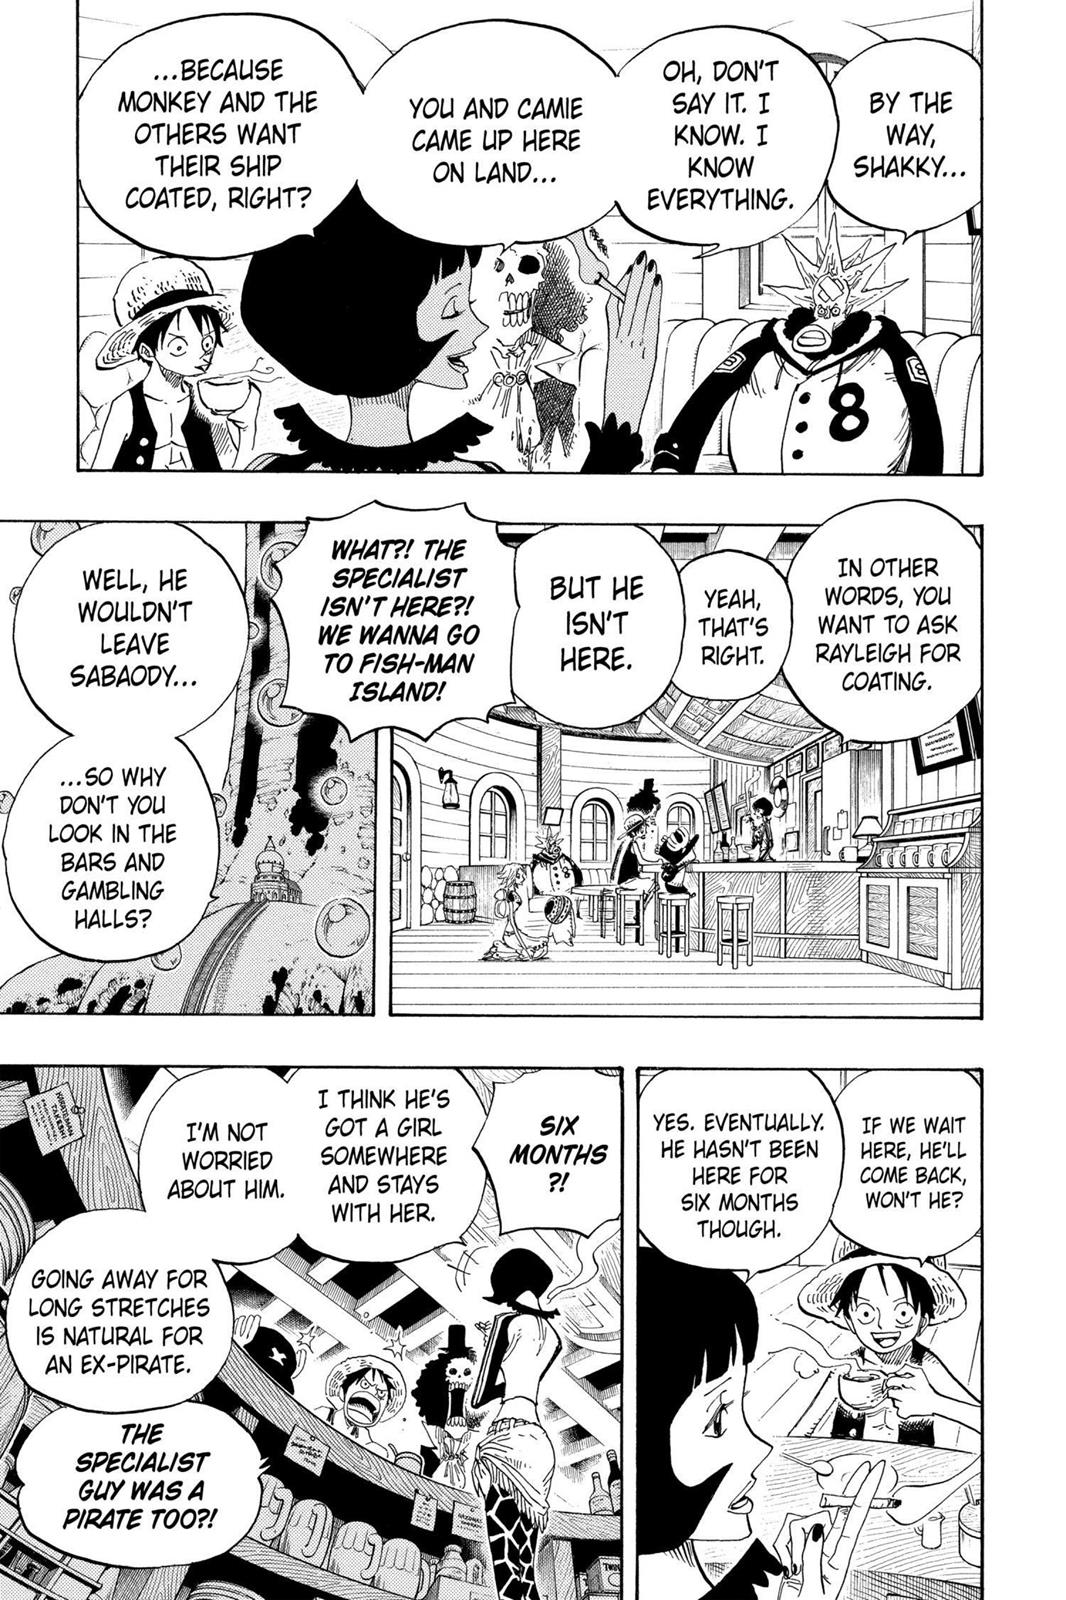 BY THE
WAY,
SHAKKY...
OH, DON'T
SAY IT. I
KNOW. I
KNOW
EVERYTHING.
YOU AND CAMIE
CAME UP HERE
ON LAND...
...BECAUSE
MONKEY AND THE
OTHERS WANT
THEIR SHIP
COATED, RIGHT?
8
IN OTHER
WORDS, YOU
WANT TO ASK
RAYLEIGH FOR
COATING.
YEAH,
THAT'S
RIGHT.
BUT HE
ISN'T
HERE.
WHAT?! THE
SPECIALIST
ISN'T HERE?!
WE WANNA GO
TO FISH-MAN
ISLAND!
WELL, HE
WOULDN'T
LEAVE
SABAODY...
...SO WHY
DON'T YOU
LOOK IN THE
BARS AND
GAMBLING
HALLS?
IF WE WAIT
HERE, HE'LL
COME BACK,
WON'T HE?
YES. EVENTUALLY.
HE HASN'T BEEN
HERE FOR
SIX MONTHS
THOUGH.
SIX
MONTHS
?!
I THINK HE'S
GOT A GIRL
SOMEWHERE
AND STAYS
WITH HER.
I'M NOT
WORRIED
ABOUT HIM.
GOING AWAY FOR
LONG STRETCHES
IS NATURAL FOR
AN EX-PIRATE.
THE
SPECIALIST
GUY WAS A
PIRATE TOO?!